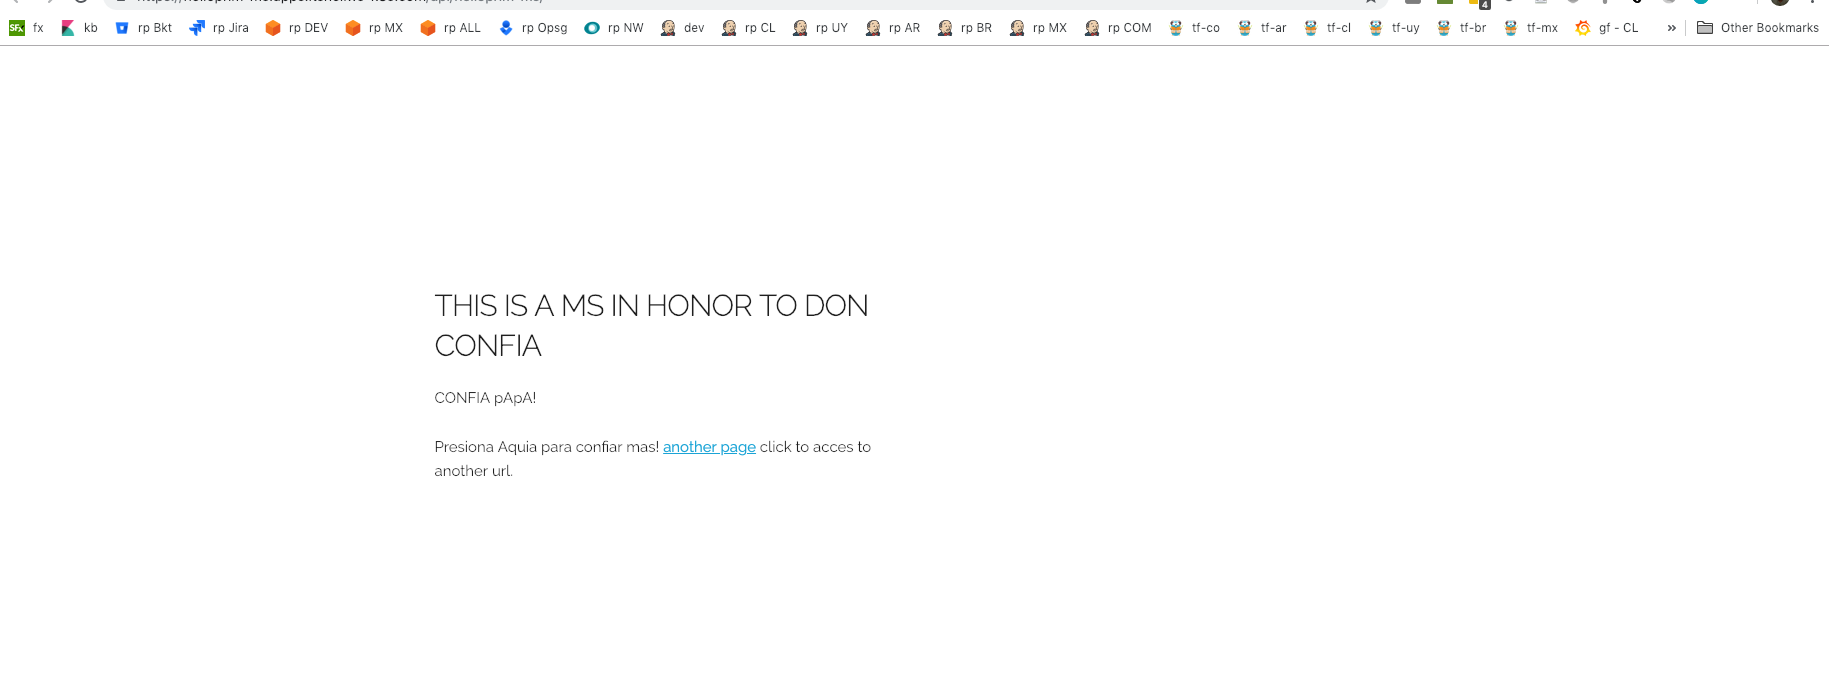 fx kb rp Bkt rp Jira rp DEV rp MX rp ALL rp Opsg rp NW dev rp CL rp UY rp AR rp BR rp MX rp COM tf-co tf-ar tf-cl tf-uy tf-br tf-mx gf - CL » Other Bookmarks
THIS IS A MS IN HONOR TO DON
CONFIA
CONFIA pApA!
Presiona Aquia para confiar mas! another page click to acces to
another url.